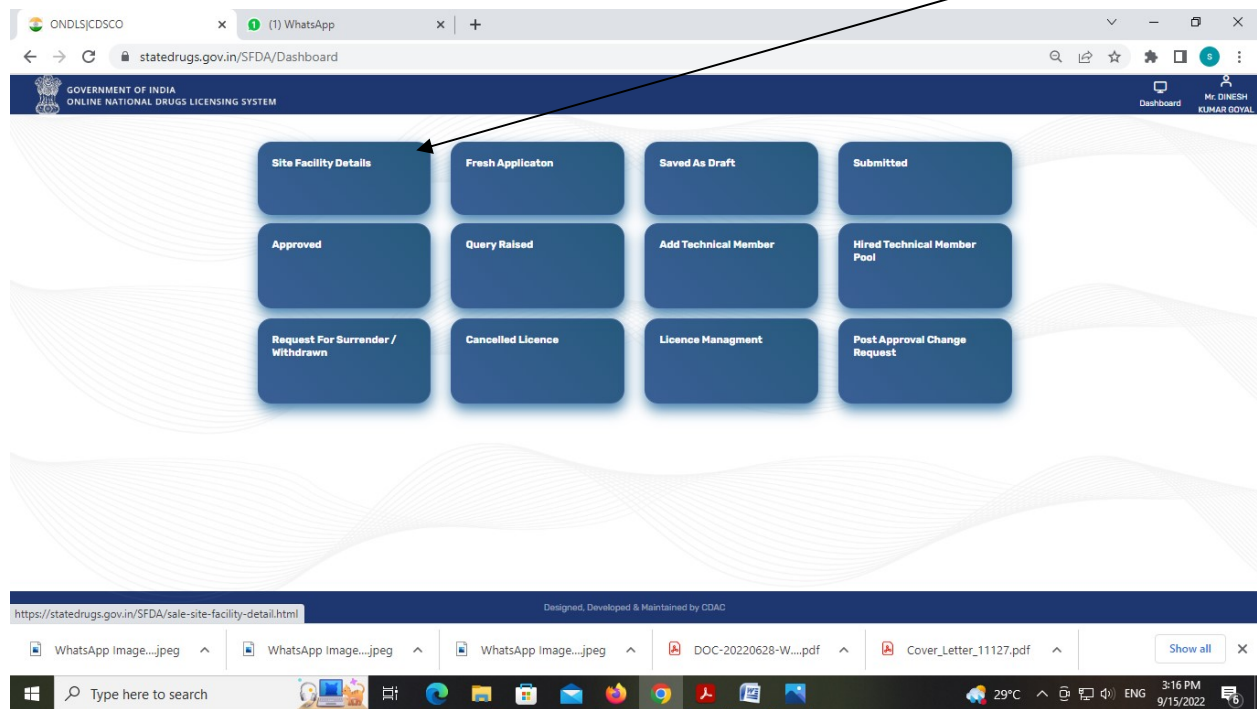 ONDLS|CDSCO
(1) WhatsApp
statedrugs.gov.in/SFDA/Dashboard
S
GOVERNMENT OF INDIA
ONLINE NATIONAL DRUGS LICENSING SYSTEM
Dashboard
Mr. DINESH
KUMAR GOYAL
Site Facility Details
Fresh Applicaton
Saved As Draft
Submitted
Approved
Query Raised
Add Technical Member
Hired Technical Member
Pool
Request For Surrender /
Withdrawn
Cancelled Licence
Licence Managment
Post Approval Change
Request
https://statedrugs.gov.in/SFDA/sale-site-facility-detail.html
Designed, Developed & Maintained by CDAC
WhatsApp Image....jpeg
WhatsApp Image....jpeg
WhatsApp Image....jpeg
DOC-20220628-W....pdf
Cover_Letter_11127.pdf
Show all
Type here to search
29°C
ENG
3:16 PM
9/15/2022
6